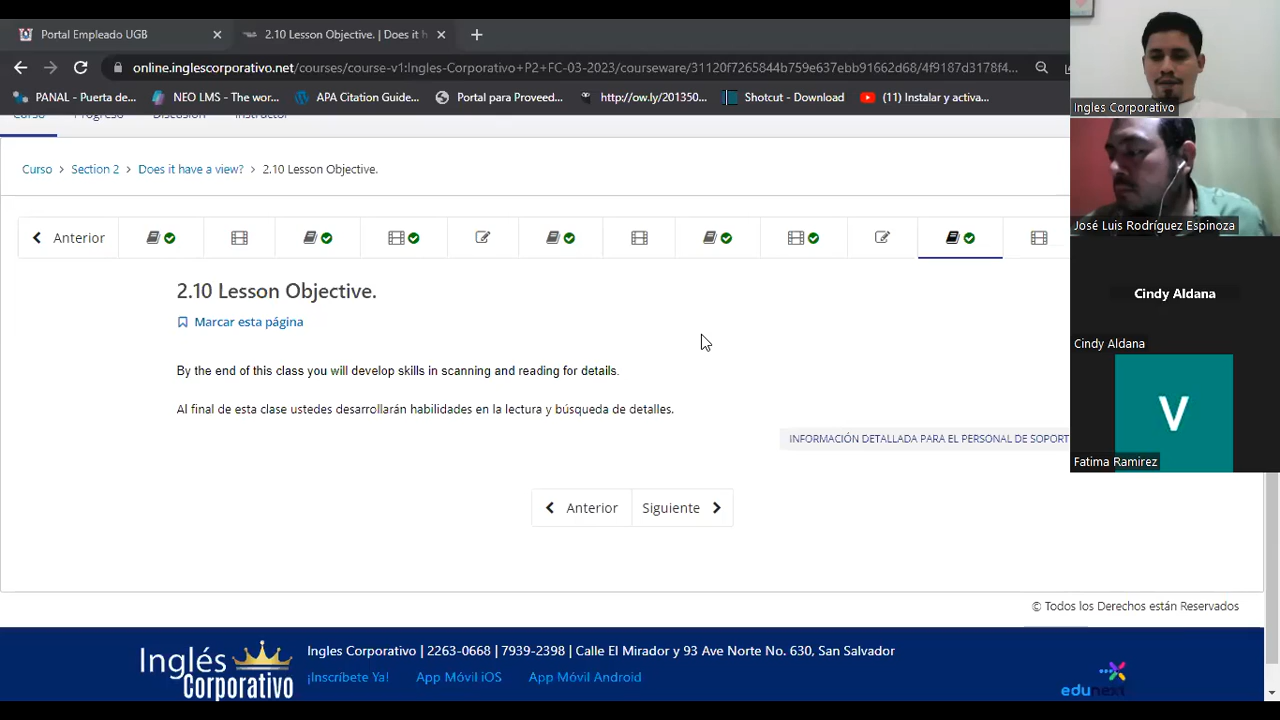 Portal Empleado UGB
2.10 Lesson Objective. | Does it h
online.inglescorporativo.net/courses/course-v1:Ingles-Corporativo+P2+FC-03-2023/courseware/31120f7265844b759e637ebb91662d68/4f9187d3178f4...
PANAL - Puerta de...
NEO LMS - The wor...
APA Citation Guide...
Portal para Proveed...
http://ow.ly/201350...
Shotcut - Download
(11) Instalar y activa...
Curso Progreso Discusión Instructor
Curso > Section 2 > Does it have a view? > 2.10 Lesson Objective.
Anterior
2.10 Lesson Objective.
Marcar esta página
By the end of this class you will develop skills in scanning and reading for details.
Al final de esta clase ustedes desarrollarán habilidades en la lectura y búsqueda de detalles.
INFORMACIÓN DETALLADA PARA EL PERSONAL DE SOPORT
Anterior
Siguiente
© Todos los Derechos están Reservados
Inglés
Corporativo
Ingles Corporativo | 2263-0668 | 7939-2398 | Calle El Mirador y 93 Ave Norte No. 630, San Salvador
¡Inscríbete Ya!
App Móvil iOS
App Móvil Android
edunext
Ingles Corporativo
José Luis Rodríguez Espinoza
Cindy Aldana
Cindy Aldana
V
Fatima Ramirez